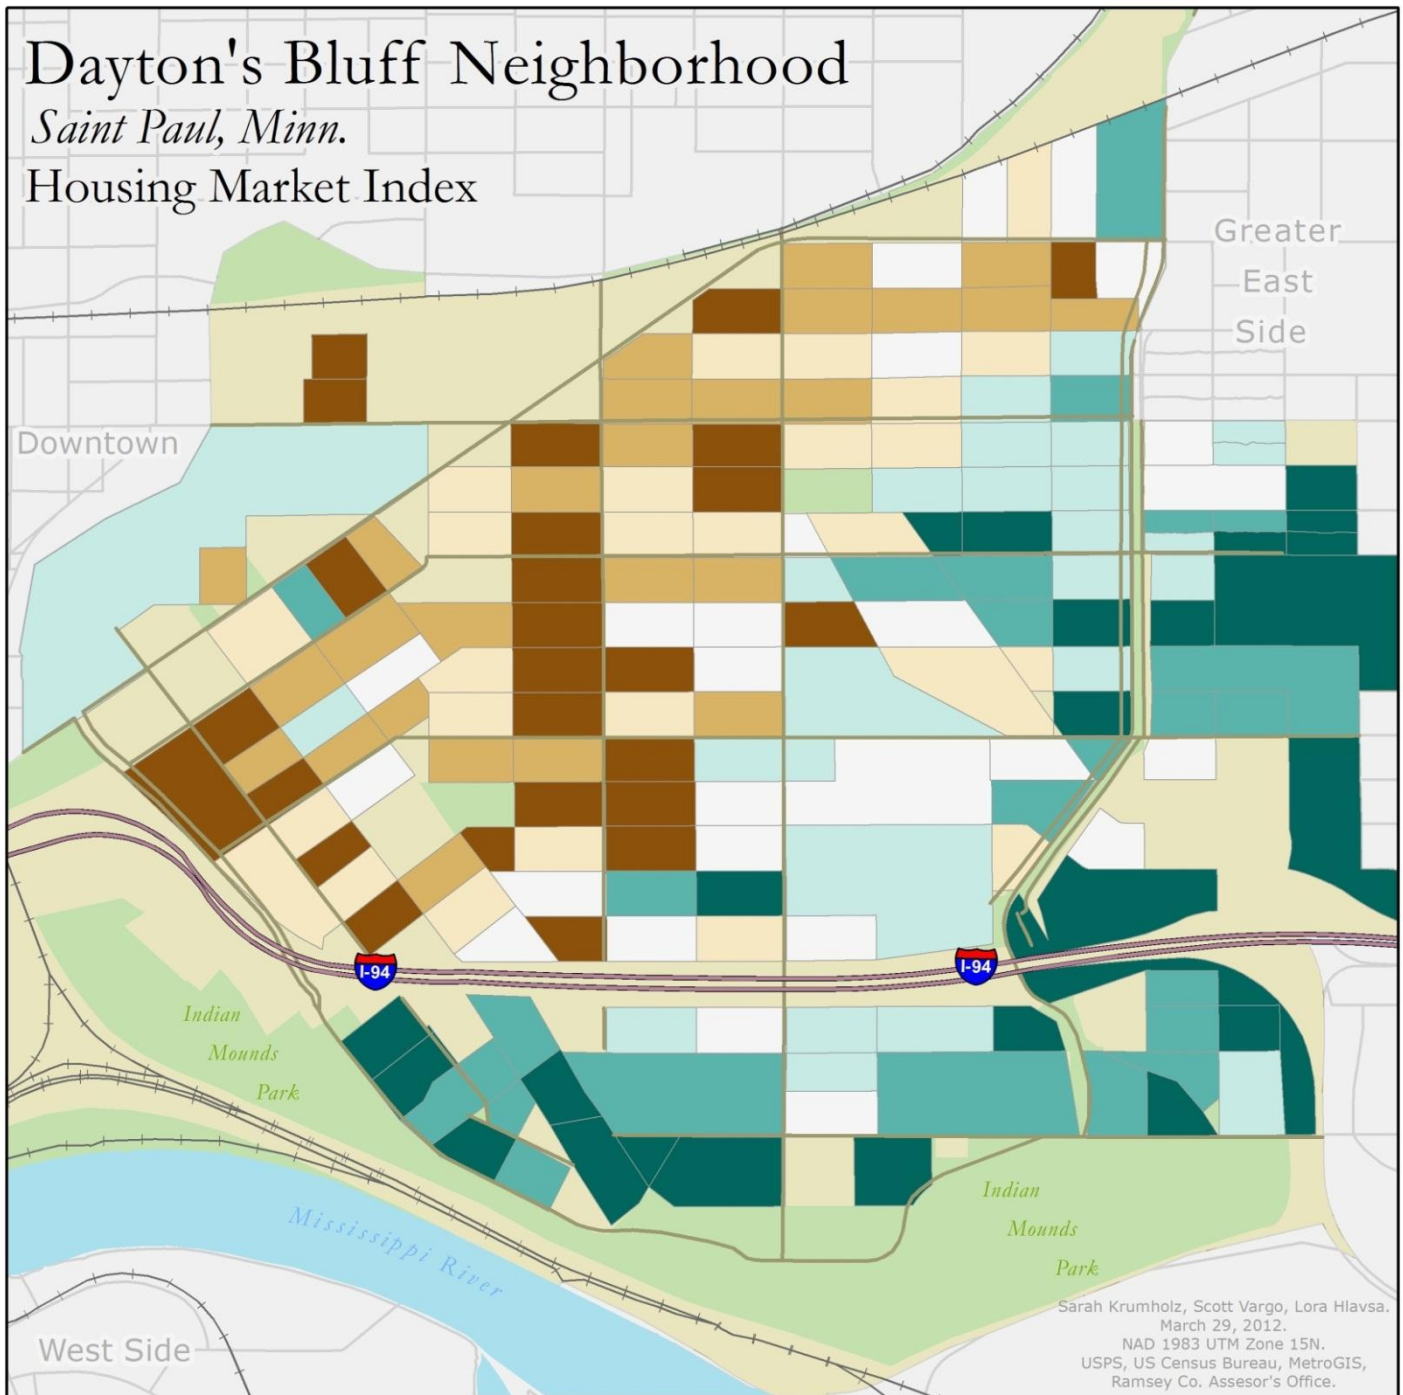 Dayton's Bluff Neighborhood
Saint Paul, Minn.
Housing Market Index
Greater
East
Side
Downtown
I-94
I-94
Indian
Mounds
Park
Indian
Mounds
Park
Mississippi River
West Side
Sarah Krumholz, Scott Vargo, Lora Hlavsa.
March 29, 2012.
NAD 1983 UTM Zone 15N.
USPS, US Census Bureau, MetroGIS,
Ramsey Co. Assesor's Office.